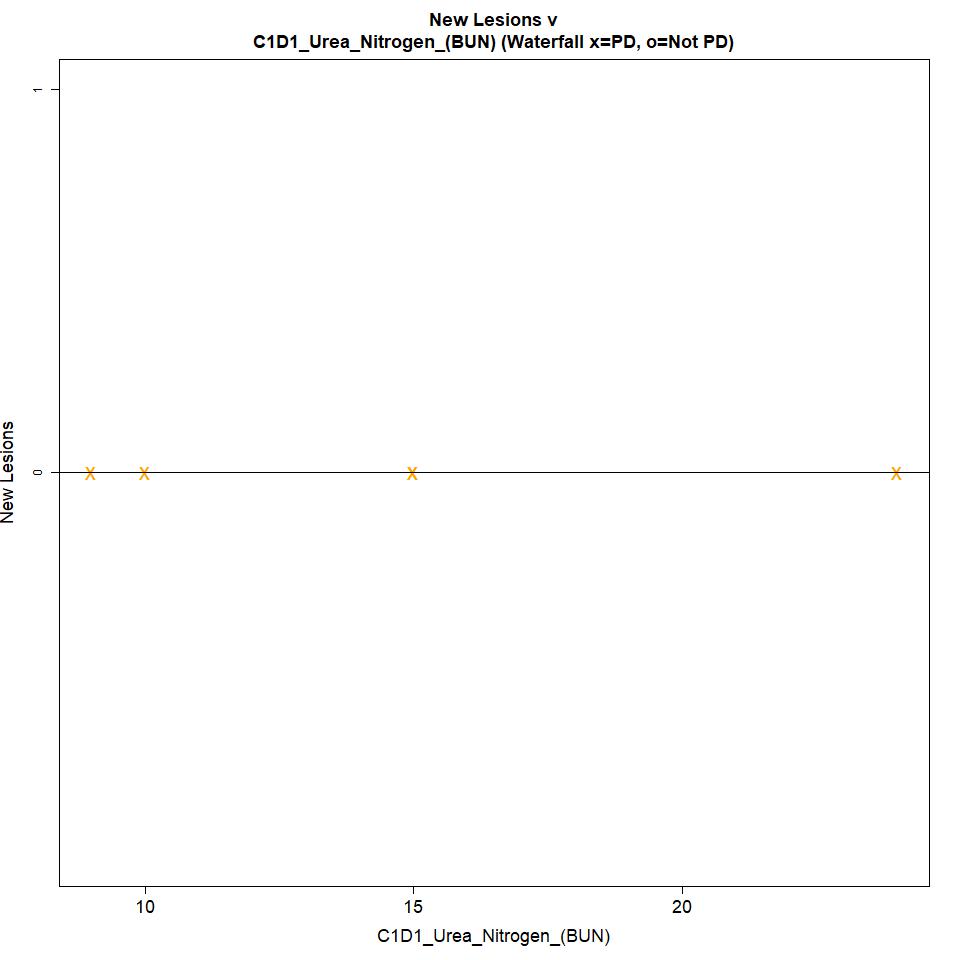 New Lesions v
C1D1_Urea_Nitrogen_(BUN) (Waterfall x=PD, o=Not PD)
1
0
New Lesions
x x x x
10 15 20
C1D1_Urea_Nitrogen_(BUN)